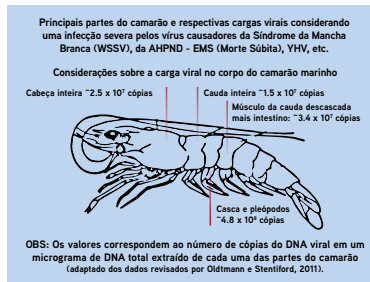 Principais partes do camarão e respectivas cargas virais considerando
uma infecção severa pelos vírus causadores da Síndrome da Mancha
Branca (WSSV), da AHPND - EMS (Morte Súbita), YHV, etc.
Considerações sobre a carga viral no corpo do camarão marinho
Cabeça inteira ~2.5 x 10⁷ cópias
Cauda inteira ~1.5 x 10⁷ cópias
Músculo da cauda descascada
mais intestino: ~3.4 x 10⁷ cópias
Casca e pleópodos
~4.8 x 10⁸ cópias
OBS: Os valores correspondem ao número de cópias do DNA viral em um
micrograma de DNA total extraído de cada uma das partes do camarão
(adaptado dos dados revisados por Oldtmann e Stentiford, 2011).